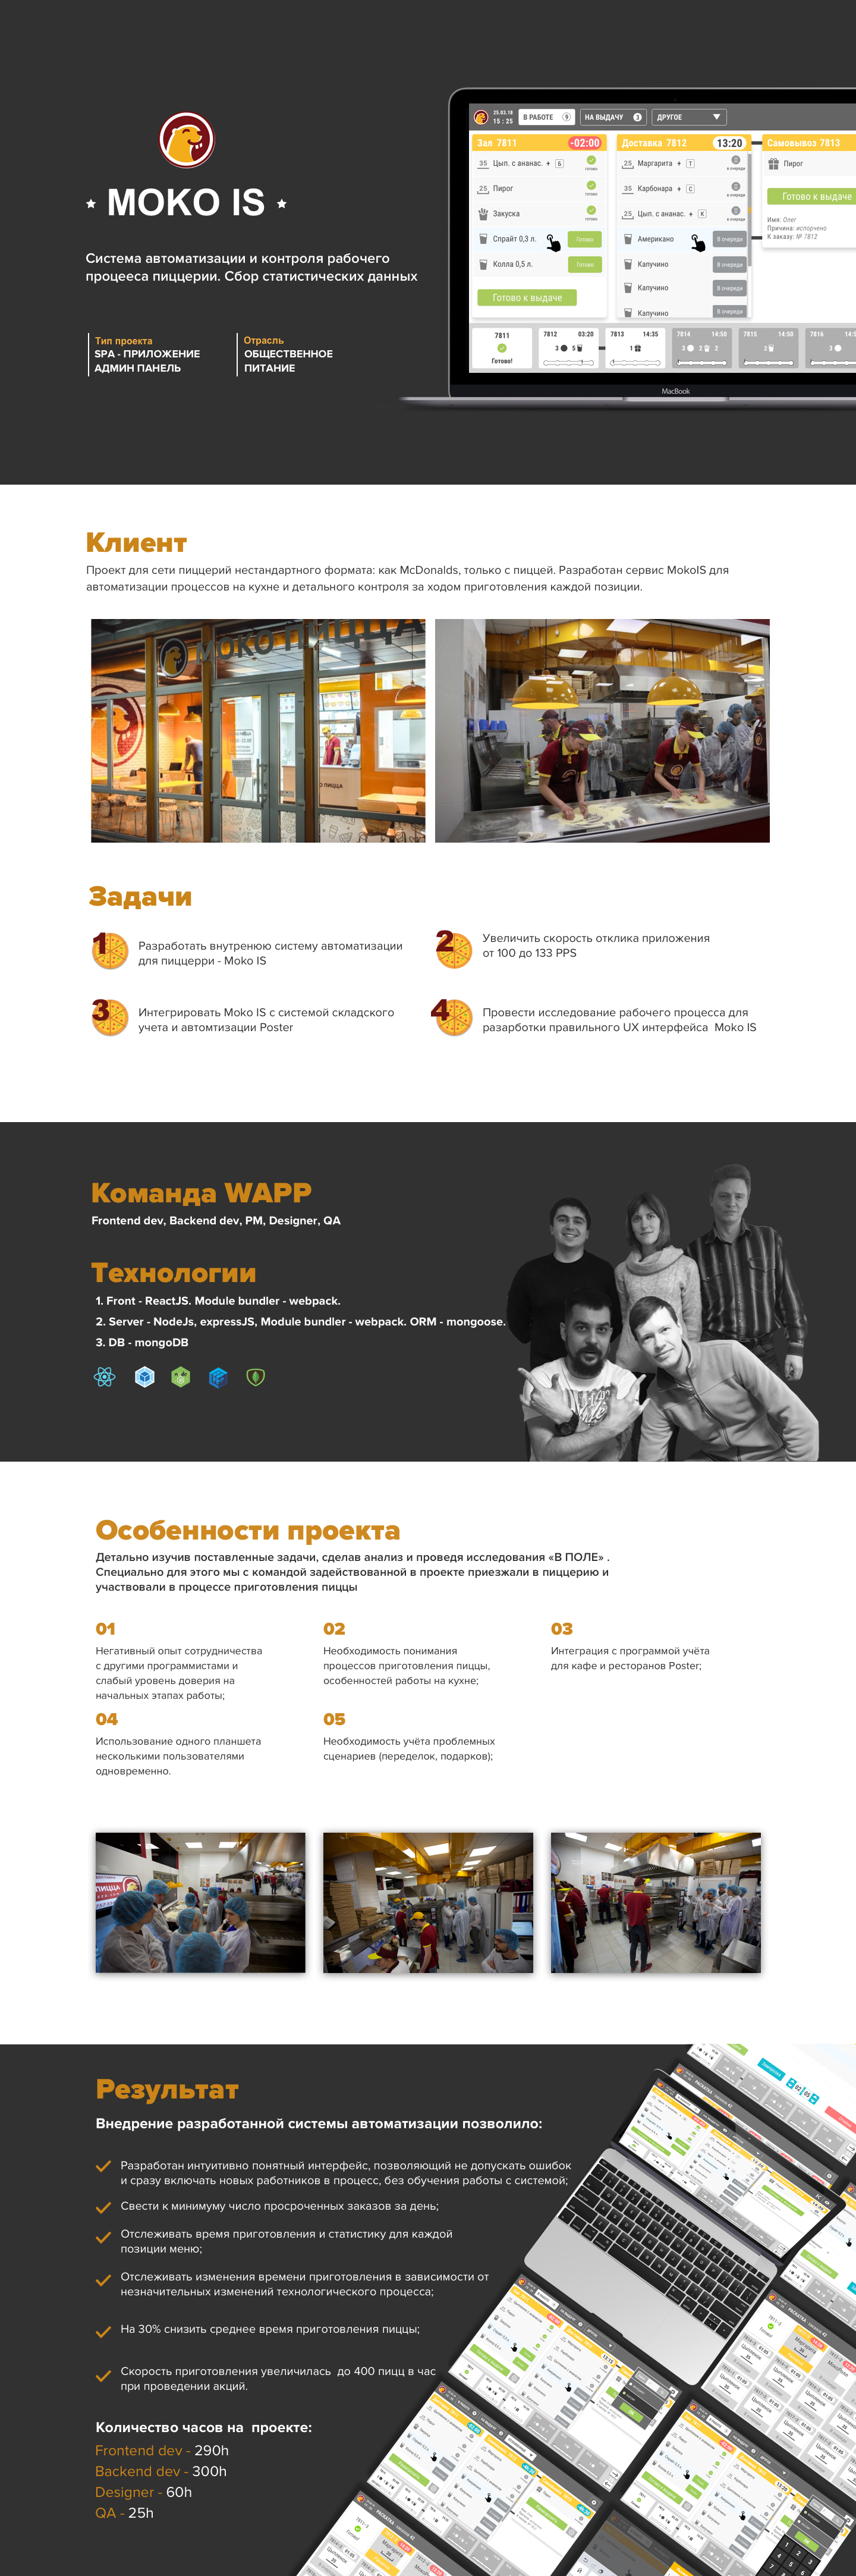 MOKO IS
Система автоматизации и контроля рабочего
процееса пиццерии. Сбор статистических данных
Тип проекта
SPA - ПРИЛОЖЕНИЕ
АДМИН ПАНЕЛЬ
Отрасль
ОБЩЕСТВЕННОЕ
ПИТАНИЕ
25.03.18
15 : 25
В РАБОТЕ 9
НА ВЫДАЧУ 3
ДРУГОЕ
Зал 7811 -02:00
35 Цып. с ананас. + Б готово
25 Пирог готово
Закуска готово
Спрайт 0,3 л. Готово
Колла 0,5 л. Готово
Готово к выдаче
Доставка 7812 13:20
25 Маргарита + Т в очереди
35 Карбонара + С в очереди
25 Цып. с ананас. + К в очереди
Американо В очереди
Капучино В очереди
Капучино В очереди
Капучино В очереди
Самовывоз 7813
Пирог
Готово к выдаче
Имя: Олег
Причина: испорчено
К заказу: № 7812
7811
Готово!
7812 03:20
3 5
7813 14:35
1
7814 14:50
3 2 2
7815 14:50
2
7816
3
MacBook
Клиент
Проект для сети пиццерий нестандартного формата: как McDonalds, только с пиццей. Разработан сервис MokoIS для
автоматизации процессов на кухне и детального контроля за ходом приготовления каждой позиции.
МОКО ПИЦЦА
Задачи
1
Разработать внутренюю систему автоматизации
для пиццерри - Moko IS
2
Увеличить скорость отклика приложения
от 100 до 133 PPS
3
Интегрировать Moko IS с системой складского
учета и автомтизации Poster
4
Провести исследование рабочего процесса для
разарботки правильного UX интерфейса Moko IS
Команда WAPP
Frontend dev, Backend dev, PM, Designer, QA
Технологии
1. Front - ReactJS. Module bundler - webpack.
2. Server - NodeJs, expressJS, Module bundler - webpack. ORM - mongoose.
3. DB - mongoDB
Особенности проекта
Детально изучив поставленные задачи, сделав анализ и проведя исследования «В ПОЛЕ» .
Специально для этого мы с командой задействованной в проекте приезжали в пиццерию и
участвовали в процессе приготовления пиццы
01
Негативный опыт сотрудничества
с другими программистами и
слабый уровень доверия на
начальных этапах работы;
02
Необходимость понимания
процессов приготовления пиццы,
особенностей работы на кухне;
03
Интеграция с программой учёта
для кафе и ресторанов Poster;
04
Использование одного планшета
несколькими пользователями
одновременно.
05
Необходимость учёта проблемных
сценариев (переделок, подарков);
Результат
Внедрение разработанной системы автоматизации позволило:
Разработан интуитивно понятный интерфейс, позволяющий не допускать ошибок
и сразу включать новых работников в процесс, без обучения работы с системой;
Свести к минимуму число просроченных заказов за день;
Отслеживать время приготовления и статистику для каждой
позиции меню;
Отслеживать изменения времени приготовления в зависимости от
незначительных изменений технологического процесса;
На 30% снизить среднее время приготовления пиццы;
Скорость приготовления увеличилась до 400 пицц в час
при проведении акций.
Количество часов на проекте:
Frontend dev - 290h
Backend dev - 300h
Designer - 60h
QA - 25h